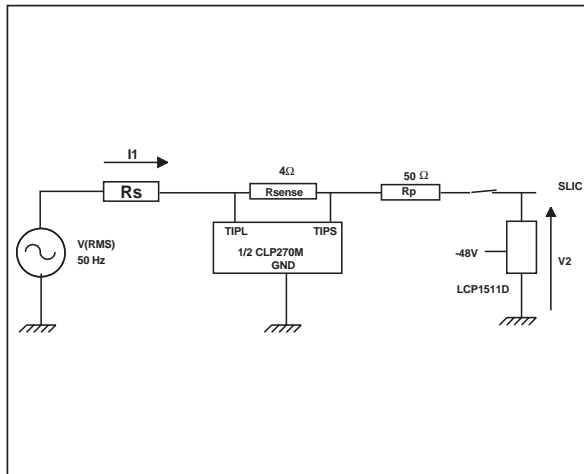 I1
Rs
4Ω
Rsense
50 Ω
Rp
SLIC
TIPL TIPS
1/2 CLP270M
GND
V(RMS)
50 Hz
-48V
V2
LCP1511D